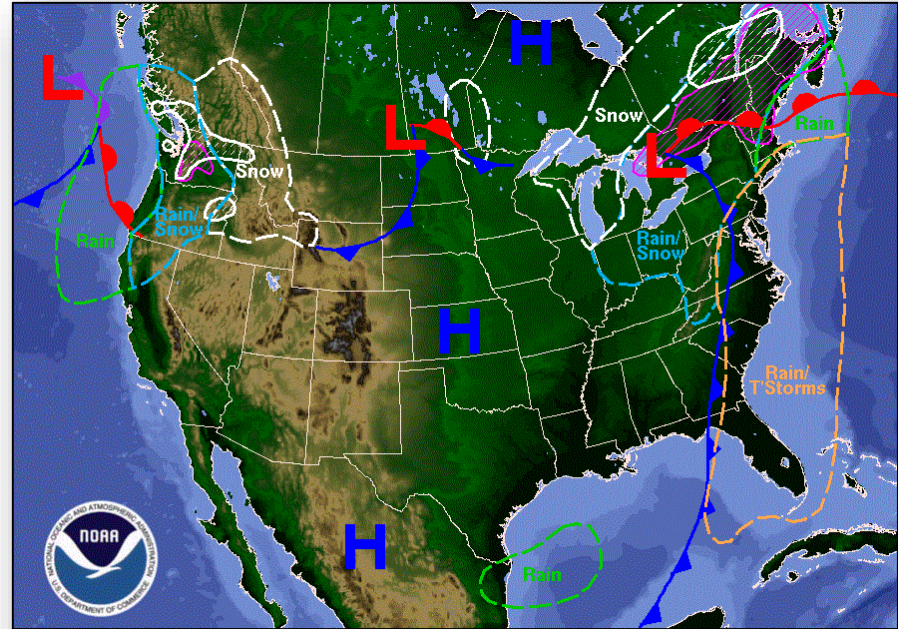 H
L
Snow
L
Rain
Snow
L
Rain/
Snow
Rain
Rain/
Snow
H
Rain/
T'Storms
H
Rain
NATIONAL OCEANIC AND ATMOSPHERIC ADMINISTRATION
NOAA
U.S. DEPARTMENT OF COMMERCE